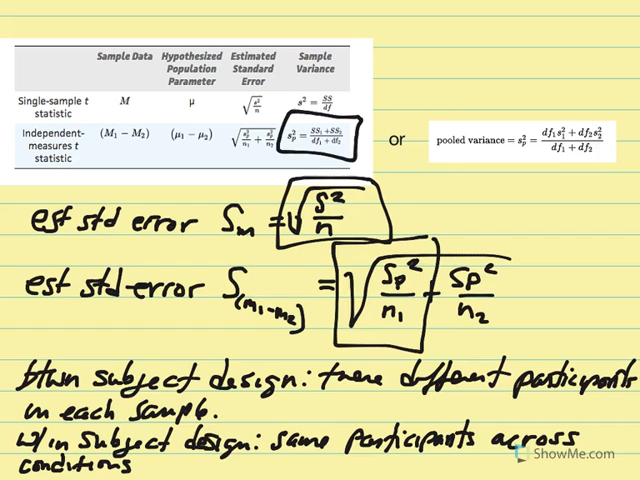 Sample Data Hypothesized Population Parameter Estimated Standard Error Sample Variance
Single-sample t statistic M μ √(s²/n) s² = SS/df
Independent-measures t statistic (M₁ − M₂) (μ₁ − μ₂) √(s²ₚ/n₁ + s²ₚ/n₂) s²ₚ = (SS₁ + SS₂)/(df₁ + df₂)
or
pooled variance = s²ₚ = (df₁s²₁ + df₂s²₂)/(df₁ + df₂)
est std error Sm = √(S²/n)
est std error S(m₁−m₂) = √(Sp²/n₁ + Sp²/n₂)
btwn subject design: there different participants
in each sample.
w/in subject design: same participants across
conditions
ShowMe.com